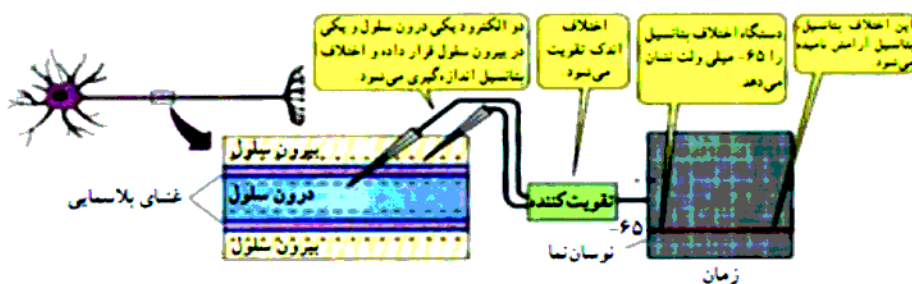 دو الکترود یکی درون سلول و یکی
در بیرون سلول قرار داده و اختلاف
پتانسیل اندازه‌گیری می‌شود.
اختلاف
اندک تقویت
می‌شود.
دستگاه اختلاف پتانسیل
را ۶۵- میلی ولت نشان
می‌دهد
این اختلاف پتانسیل،
پتانسیل آرامش نامیده
می‌شود
بیرون سلول
درون سلول
بیرون سلول
غشای پلاسمایی
تقویت‌کننده
۰
-۶۵
نوسان‌نما
زمان